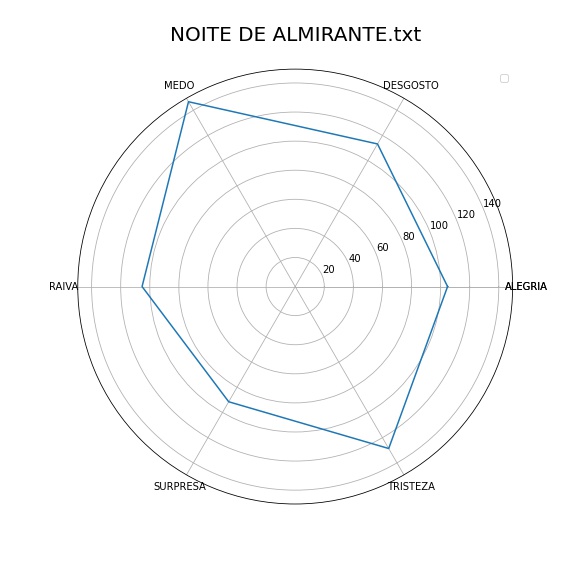 NOITE DE ALMIRANTE.txt
MEDO
DESGOSTO
140
120
100
80
60
40
20
RAIVA
ALEGRIA
SURPRESA
TRISTEZA